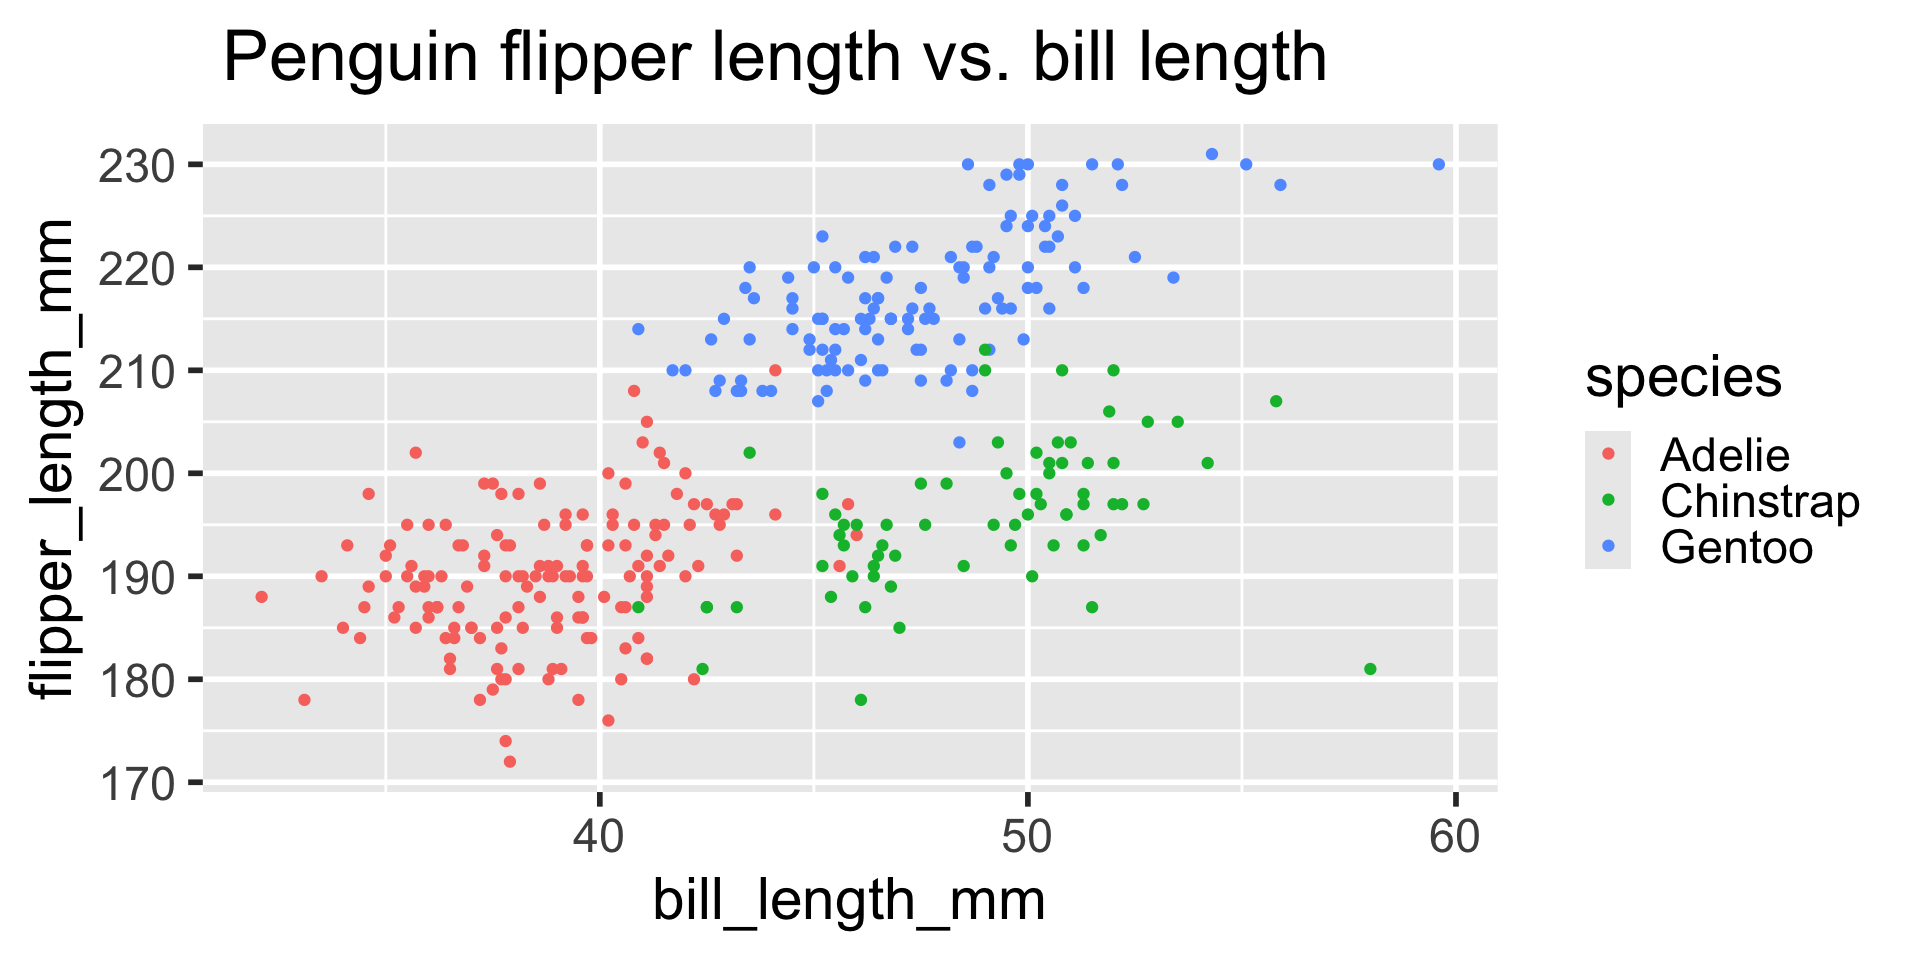 Penguin flipper length vs. bill length
flipper_length_mm
230
220
210
200
190
180
170
40 50 60
bill_length_mm
species
Adelie
Chinstrap
Gentoo